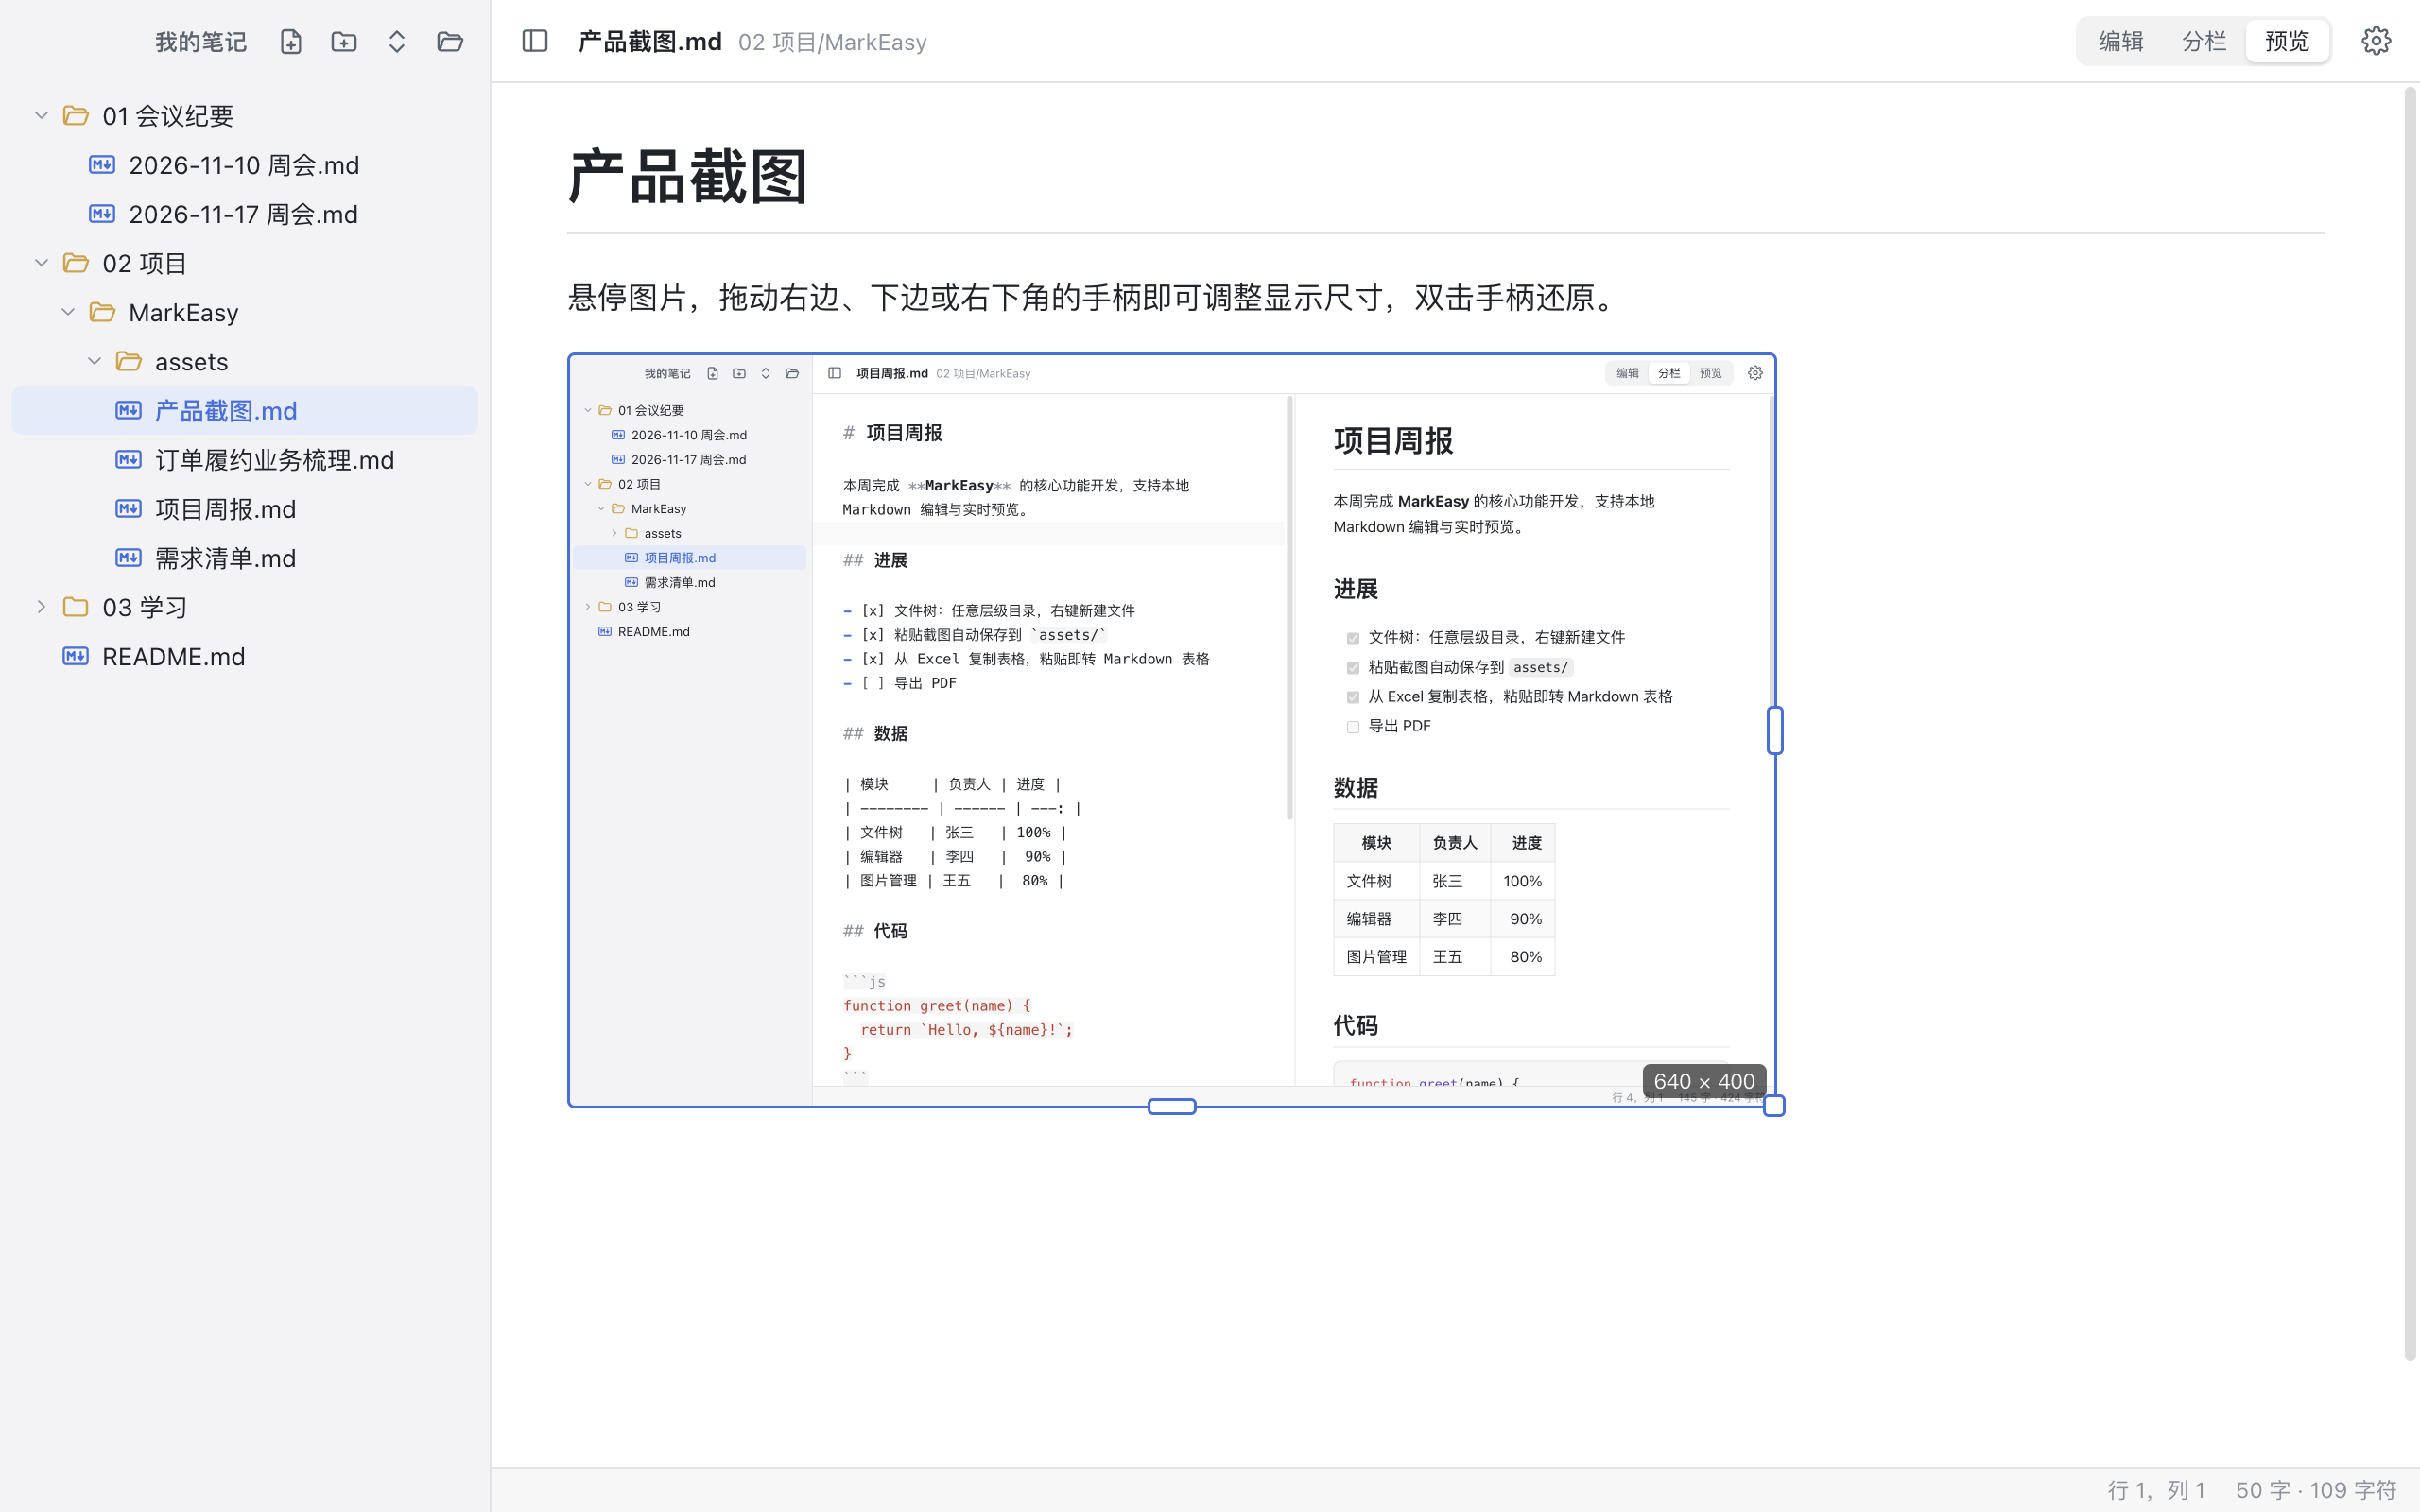 我的笔记
01 会议纪要
2026-11-10 周会.md
2026-11-17 周会.md
02 项目
MarkEasy
assets
产品截图.md
订单履约业务梳理.md
项目周报.md
需求清单.md
03 学习
README.md
产品截图.md 02 项目/MarkEasy
编辑 分栏 预览
产品截图
悬停图片，拖动右边、下边或右下角的手柄即可调整显示尺寸，双击手柄还原。
我的笔记
01 会议纪要
2026-11-10 周会.md
2026-11-17 周会.md
02 项目
MarkEasy
assets
项目周报.md
需求清单.md
03 学习
README.md
项目周报.md 02 项目/MarkEasy
编辑 分栏 预览
# 项目周报
本周完成 **MarkEasy** 的核心功能开发，支持本地
Markdown 编辑与实时预览。
## 进展
- [x] 文件树：任意层级目录，右键新建文件
- [x] 粘贴截图自动保存到 `assets/`
- [x] 从 Excel 复制表格，粘贴即转 Markdown 表格
- [ ] 导出 PDF
## 数据
| 模块 | 负责人 | 进度 |
| -------- | ------ | ---: |
| 文件树 | 张三 | 100% |
| 编辑器 | 李四 | 90% |
| 图片管理 | 王五 | 80% |
## 代码
```js
function greet(name) {
return `Hello, ${name}!`;
}
```
项目周报
本周完成 MarkEasy 的核心功能开发，支持本地
Markdown 编辑与实时预览。
进展
文件树：任意层级目录，右键新建文件
粘贴截图自动保存到 assets/
从 Excel 复制表格，粘贴即转 Markdown 表格
导出 PDF
数据
模块 负责人 进度
文件树 张三 100%
编辑器 李四 90%
图片管理 王五 80%
代码
function greet(name) {
640 × 400
行 4，列 1 145 字 · 424 字符
行 1，列 1 50 字 · 109 字符